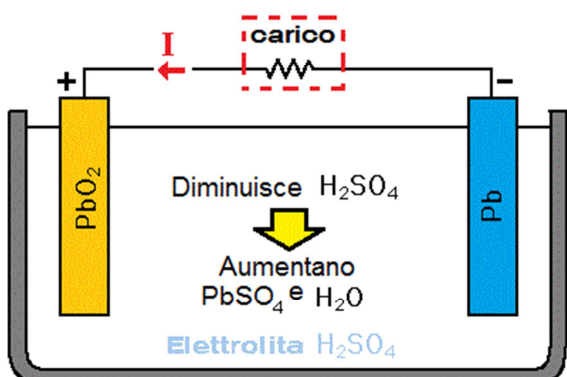 carico
I
+
−
PbO₂
Pb
Diminuisce H₂SO₄
Aumentano
PbSO₄ e H₂O
Elettrolita H₂SO₄